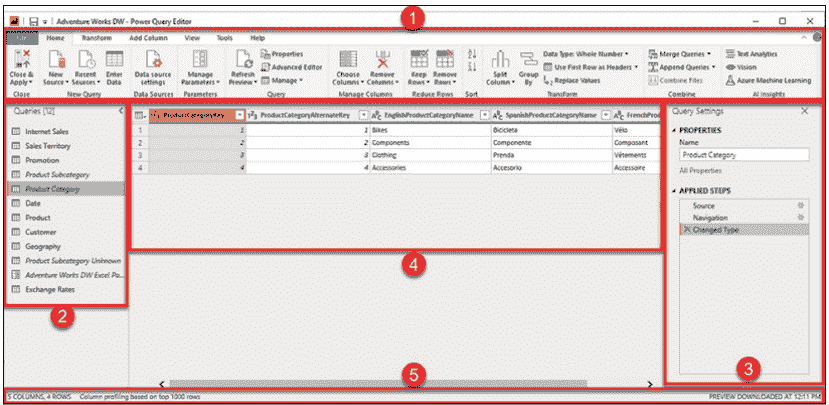 1
Adventure Works DW - Power Query Editor
File Home Transform Add Column View Tools Help
Close & Apply New Source Recent Sources Enter Data Data source settings Manage Parameters Refresh Preview Properties Advanced Editor Manage Choose Columns Remove Columns Keep Rows Remove Rows Split Column Group By Data Type: Whole Number Use First Row as Headers Replace Values Merge Queries Append Queries Combine Files Text Analytics Vision Azure Machine Learning
Close New Query Data Sources Parameters Query Manage Columns Reduce Rows Sort Transform Combine AI Insights
Queries [12]
Internet Sales
Sales Territory
Promotion
Product Subcategory
Product Category
Date
Product
Customer
Geography
Product Subcategory Unknown
Adventure Works DW Excel Pa...
Exchange Rates
2
ProductCategoryKey 1²3 ProductCategoryAlternateKey ABC EnglishProductCategoryName ABC SpanishProductCategoryName ABC FrenchProd
1 1 1 Bikes Bicicleta Vélo
2 2 2 Components Componente Composant
3 3 3 Clothing Prenda Vêtements
4 4 4 Accessories Accesorio Accessoire
4
Query Settings
PROPERTIES
Name
Product Category
All Properties
APPLIED STEPS
Source
Navigation
Changed Type
3
5
5 COLUMNS, 4 ROWS Column profiling based on top 1000 rows PREVIEW DOWNLOADED AT 12:11 PM